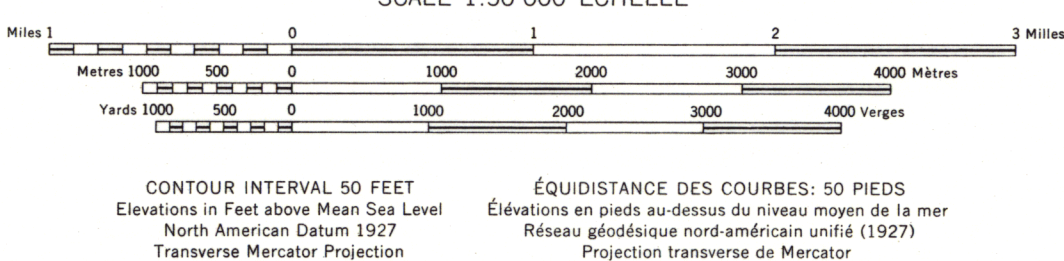 SCALE 1:50 000 ÉCHELLE
Miles 1 0 1 2 3 Milles
Metres 1000 500 0 1000 2000 3000 4000 Mètres
Yards 1000 500 0 1000 2000 3000 4000 Verges
CONTOUR INTERVAL 50 FEET
Elevations in Feet above Mean Sea Level
North American Datum 1927
Transverse Mercator Projection
ÉQUIDISTANCE DES COURBES: 50 PIEDS
Élévations en pieds au-dessus du niveau moyen de la mer
Réseau géodésique nord-américain unifié (1927)
Projection transverse de Mercator